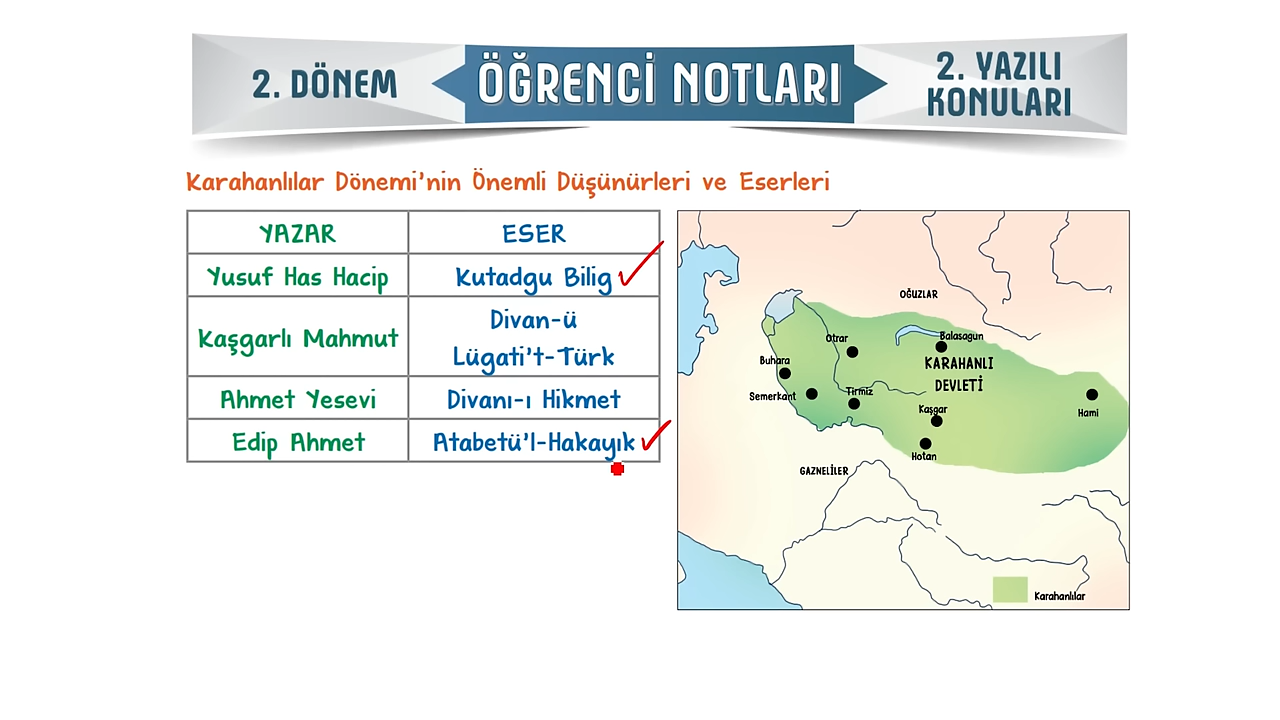 2. DÖNEM
ÖĞRENCİ NOTLARI
2. YAZILI
KONULARI
Karahanlılar Dönemi'nin Önemli Düşünürleri ve Eserleri
YAZAR
ESER
Yusuf Has Hacip
Kutadgu Bilig
Kaşgarlı Mahmut
Divan-ü
Lügati't-Türk
Ahmet Yesevi
Divanı-ı Hikmet
Edip Ahmet
Atabetü'l-Hakayık
OĞUZLAR
Otrar
Balasagun
Buhara
KARAHANLI
DEVLETİ
Semerkant
Tirmiz
Kaşgar
Hami
Hotan
GAZNELİLER
Karahanlılar